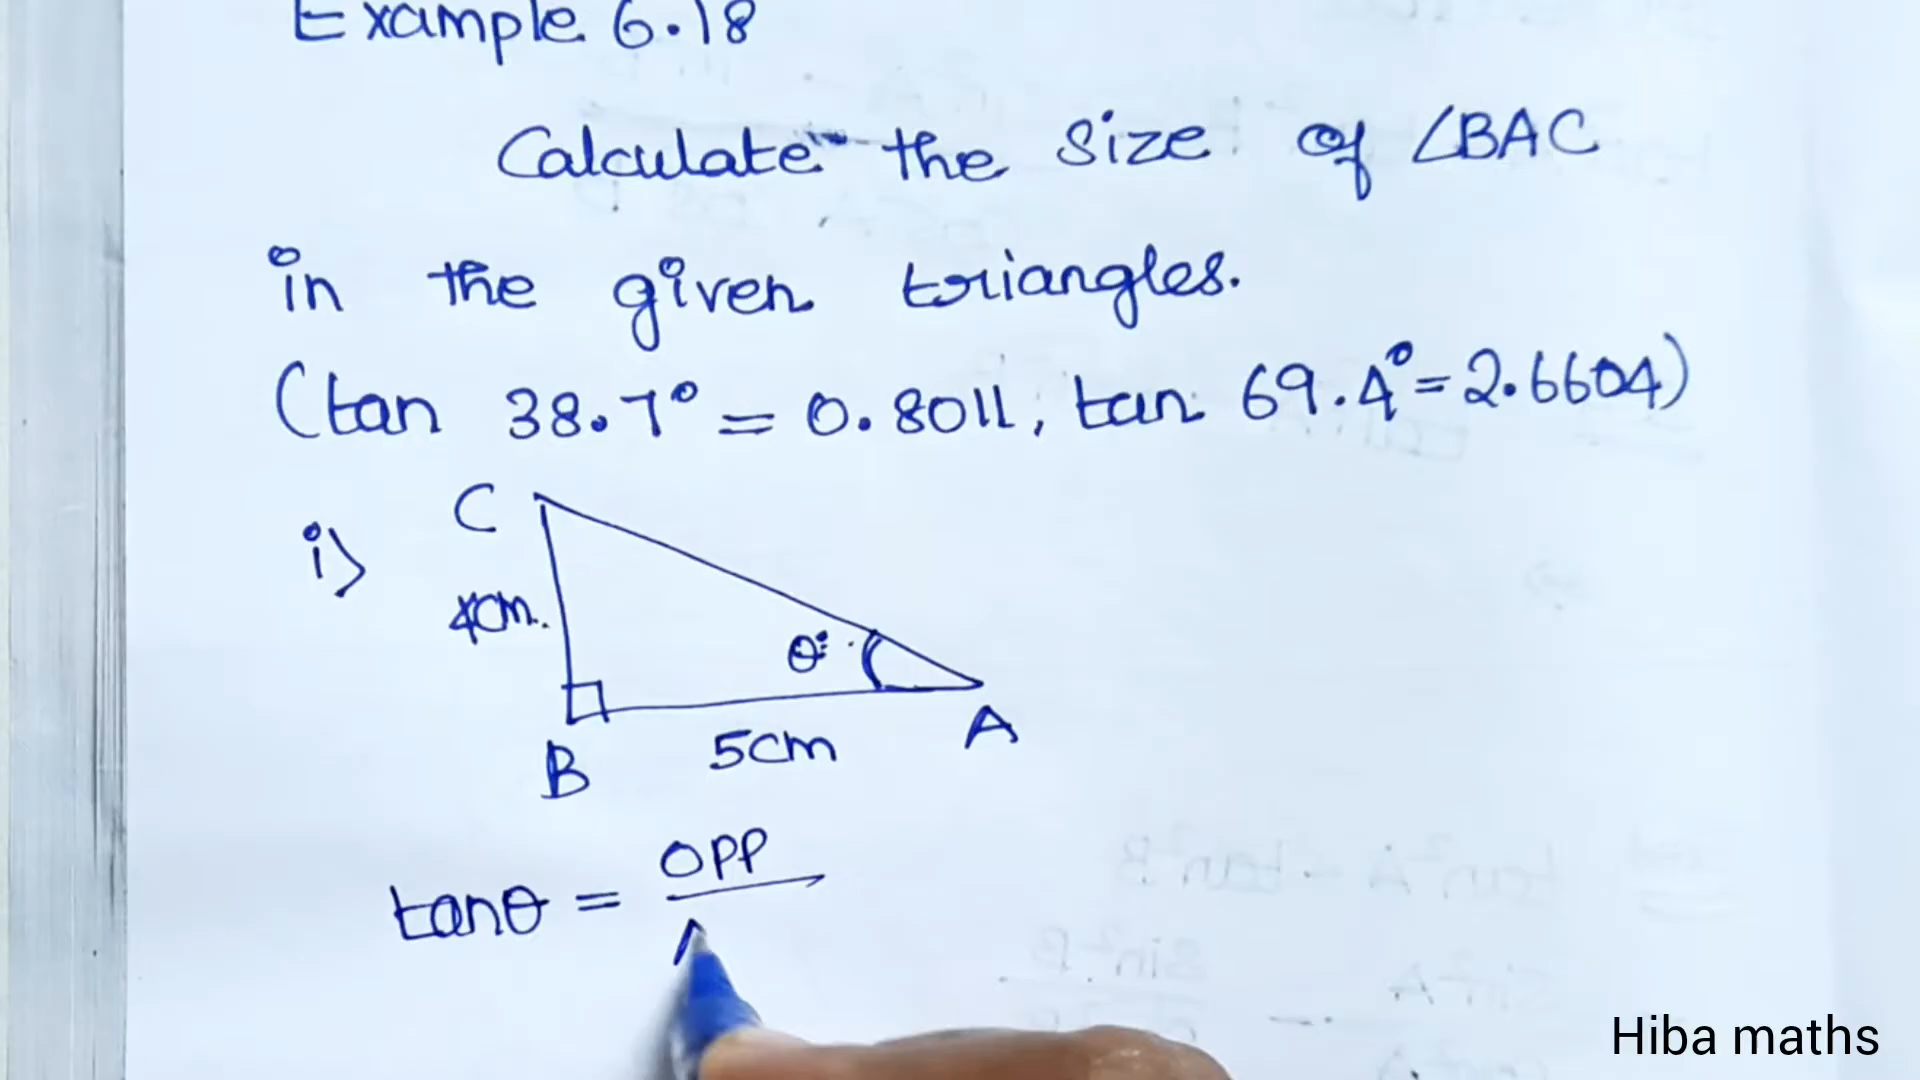 Example 6.18
Calculate the size of ∠BAC
in the given triangles.
(tan 38.7° = 0.8011, tan 69.4° = 2.6604)
i)
C
4cm.
θ
B
5cm
A
tanθ = OPP
Hiba maths